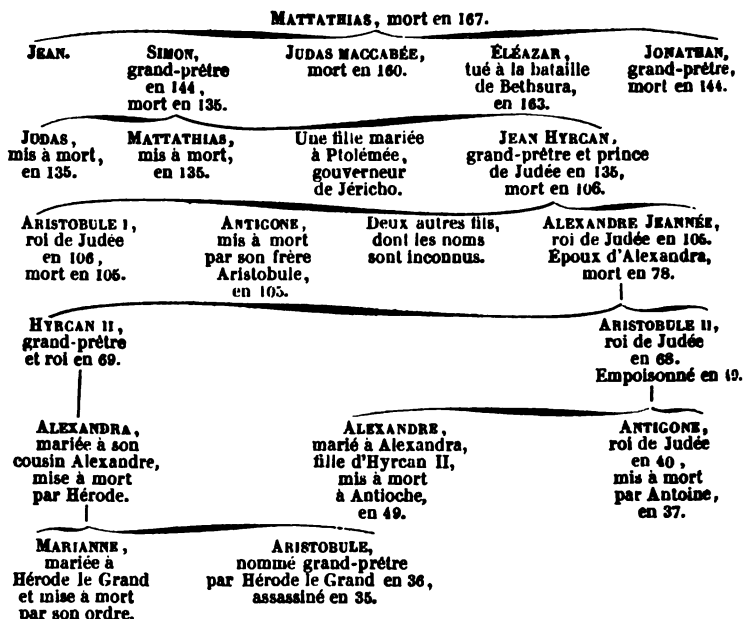 MATTATHIAS, mort en 167.
JEAN.
SIMON,
grand-prêtre
en 144,
mort en 135.
JUDAS MACCABÉE,
mort en 160.
ÉLÉAZAR,
tué à la bataille
de Bethsura,
en 163.
JONATHAN,
grand-prêtre,
mort en 144.
JUDAS,
mis à mort,
en 135.
MATTATHIAS,
mis à mort,
en 135.
Une fille mariée
à Ptolémée,
gouverneur
de Jéricho.
JEAN HYRCAN,
grand-prêtre et prince
de Judée en 135,
mort en 106.
ARISTOBULE I,
roi de Judée
en 106,
mort en 105.
ANTIGONE,
mis à mort
par son frère
Aristobule,
en 105.
Deux autres fils,
dont les noms
sont inconnus.
ALEXANDRE JEANNÉE,
roi de Judée en 105.
Époux d'Alexandra,
mort en 78.
HYRCAN II,
grand-prêtre
et roi en 69.
ARISTOBULE II,
roi de Judée
en 68.
Empoisonné en 49.
ALEXANDRA,
mariée à son
cousin Alexandre,
mise à mort
par Hérode.
ALEXANDRE,
marié à Alexandra,
fille d'Hyrcan II,
mis à mort
à Antioche,
en 49.
ANTIGONE,
roi de Judée
en 40,
mis à mort
par Antoine,
en 37.
MARIANNE,
mariée à
Hérode le Grand
et mise à mort
par son ordre.
ARISTOBULE,
nommé grand-prêtre
par Hérode le Grand en 36,
assassiné en 35.